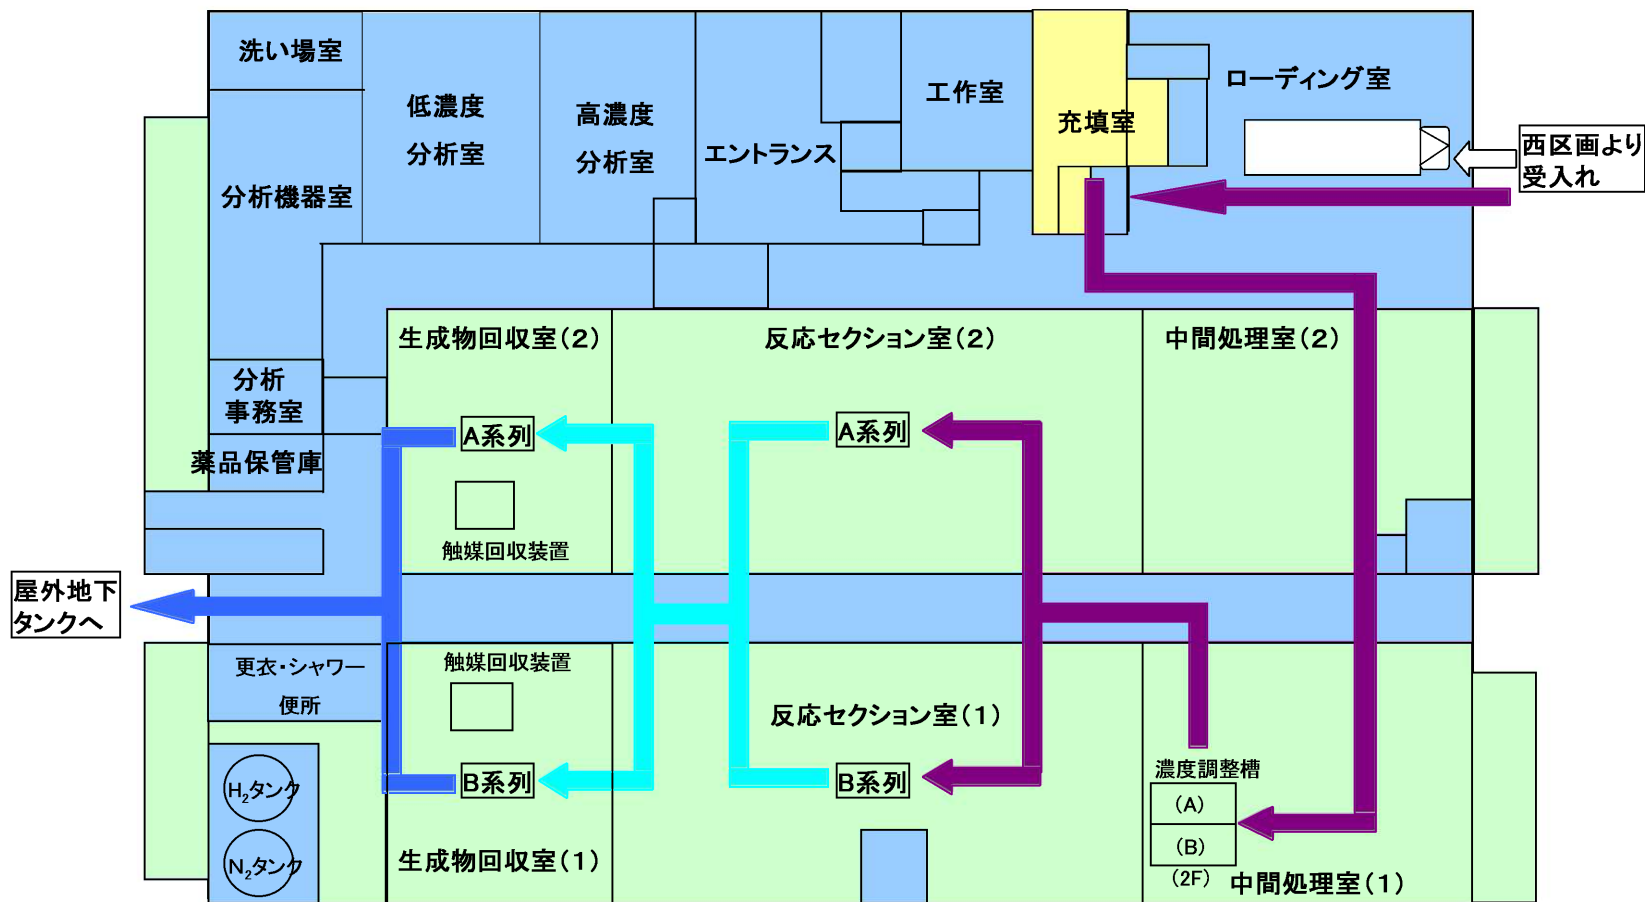 洗い場室
低濃度
分析室
高濃度
分析室
エントランス
工作室
充填室
ローディング室
西区画より
受入れ
分析機器室
生成物回収室(2)
反応セクション室(2)
中間処理室(2)
分析
事務室
薬品保管庫
A系列
A系列
触媒回収装置
屋外地下
タンクへ
更衣・シャワー
便所
触媒回収装置
反応セクション室(1)
H₂タンク
N₂タンク
B系列
B系列
濃度調整槽
(A)
(B)
(2F)
生成物回収室(1)
中間処理室(1)